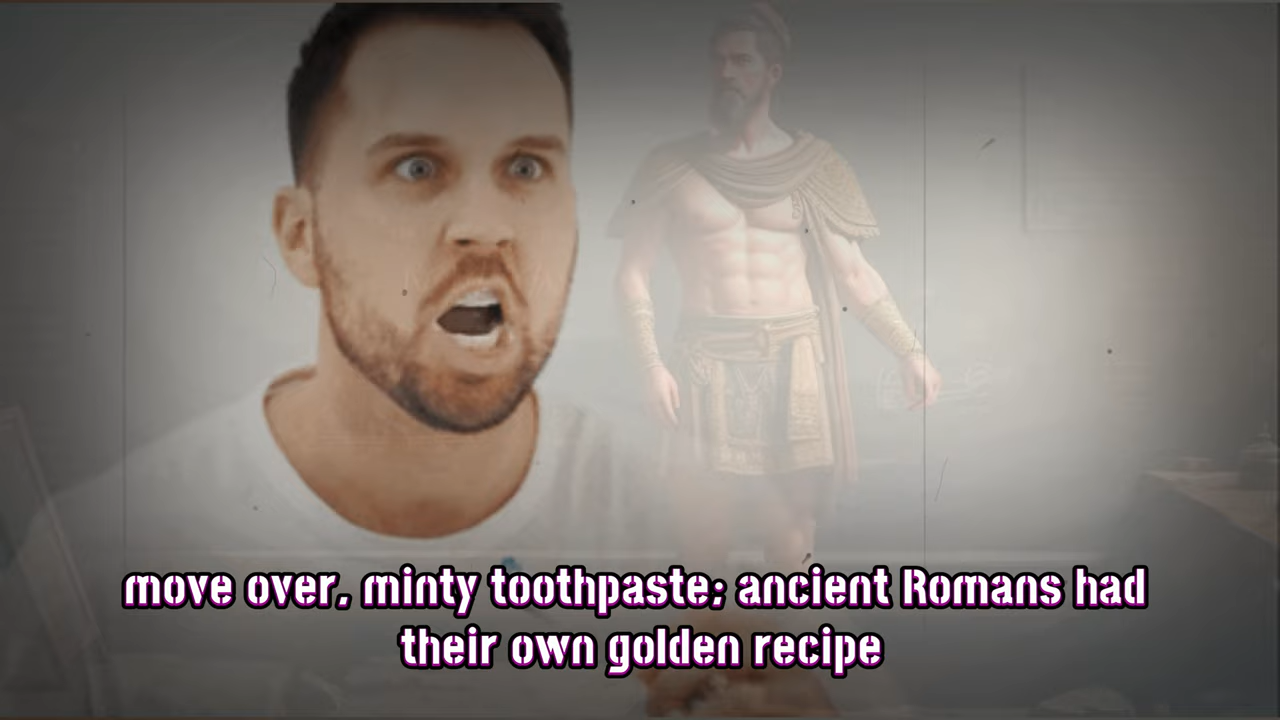 move over, minty toothpaste; ancient Romans had
their own golden recipe